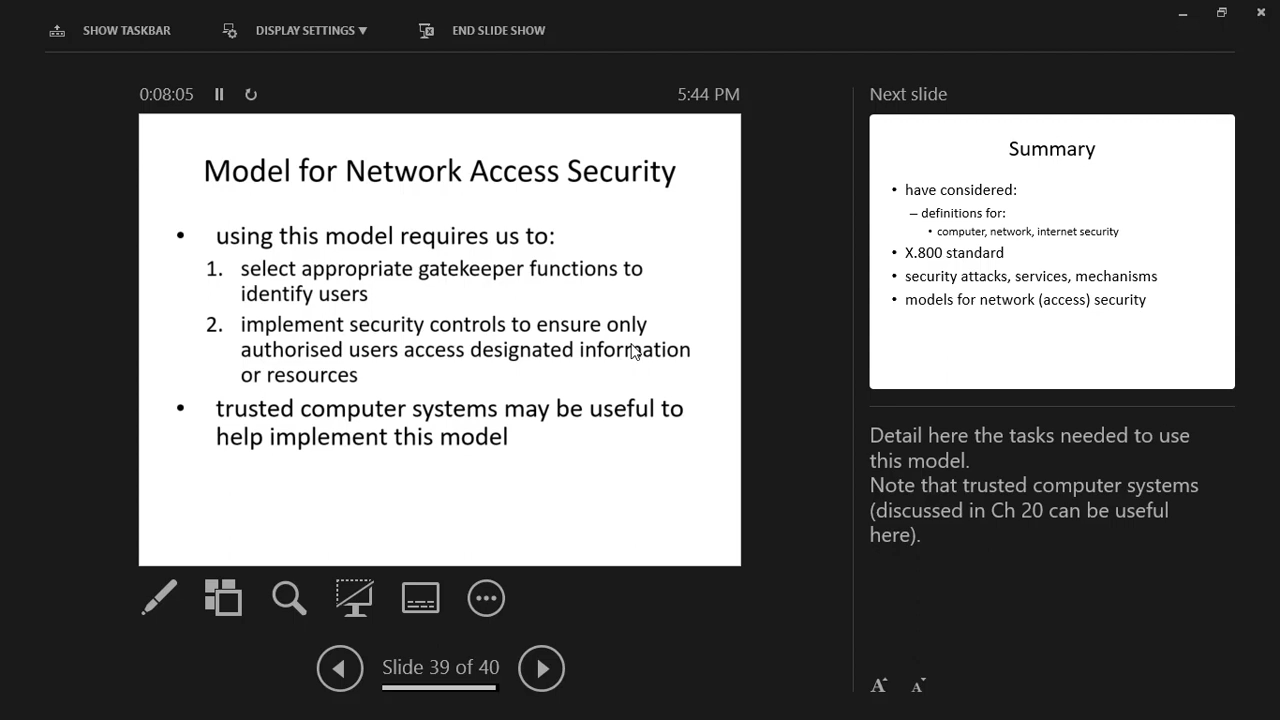 SHOW TASKBAR
DISPLAY SETTINGS ▼
END SLIDE SHOW
0:08:05
5:44 PM
Model for Network Access Security
• using this model requires us to:
1. select appropriate gatekeeper functions to
identify users
2. implement security controls to ensure only
authorised users access designated information
or resources
• trusted computer systems may be useful to
help implement this model
Slide 39 of 40
Next slide
Summary
• have considered:
– definitions for:
• computer, network, internet security
• X.800 standard
• security attacks, services, mechanisms
• models for network (access) security
Detail here the tasks needed to use
this model.
Note that trusted computer systems
(discussed in Ch 20 can be useful
here).
A A